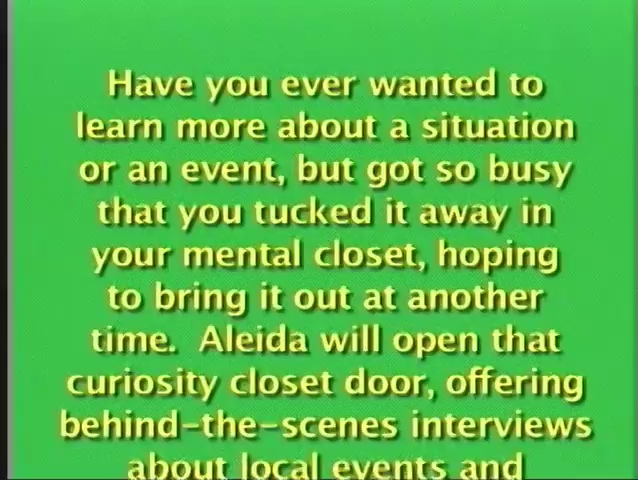 Have you ever wanted to
learn more about a situation
or an event, but got so busy
that you tucked it away in
your mental closet, hoping
to bring it out at another
time.  Aleida will open that
curiosity closet door, offering
behind-the-scenes interviews
about local events and